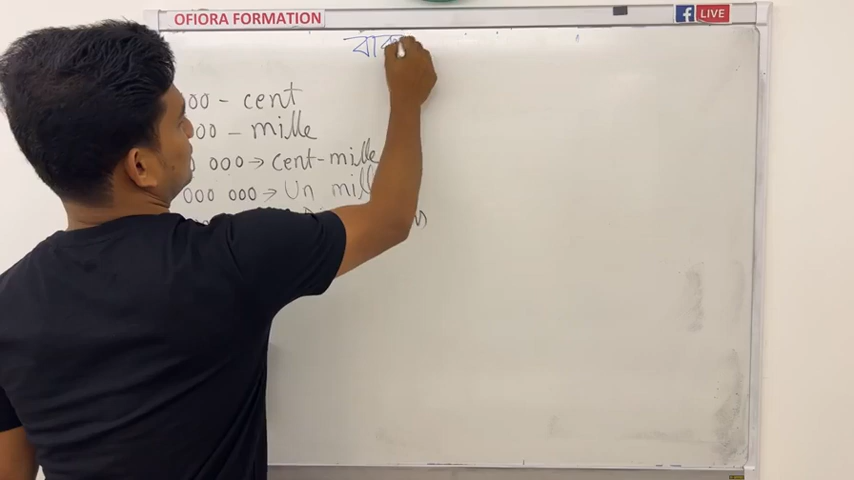 OFIORA FORMATION
f LIVE
বাক
00 - cent
00 - mille
0 000 → cent-mille
000 000 → Un mill